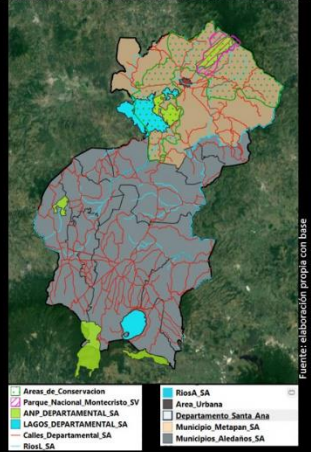 Fuente: elaboración propia con base
Areas_de_Conservacion
Parque_Nacional_Montecristo_SV
ANP_DEPARTAMENTAL_SA
LAGOS_DEPARTAMENTAL_SA
Calles_Departamental_SA
RiosL_SA
RiosA_SA
Area_Urbana
Departamento_Santa_Ana
Municipio_Metapan_SA
Municipios_Aledaños_SA